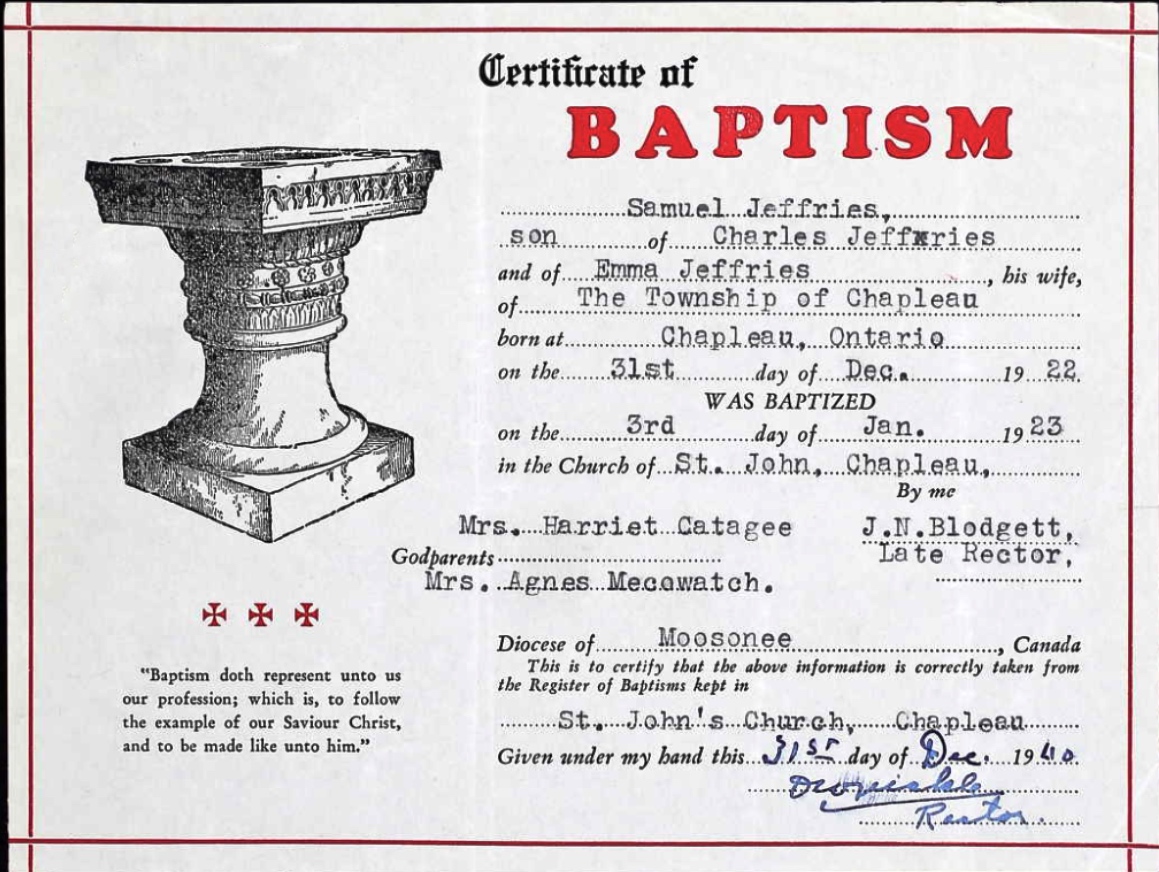 Certificate of
BAPTISM
Samuel Jeffries,
son of Charles Jeffxries
and of Emma Jeffries, his wife,
of The Township of Chapleau
born at Chapleau, Ontario
on the 31st day of Dec. 19 22
WAS BAPTIZED
on the 3rd day of Jan. 19 23
in the Church of St. John, Chapleau,
By me
Mrs. Harriet Catagee J.N.Blodgett,
Godparents Late Rector,
Mrs. Agnes Mecowatch.
Diocese of Moosonee, Canada
This is to certify that the above information is correctly taken from
the Register of Baptisms kept in
St. John's Church, Chapleau
Given under my hand this 31st day of Dec. 19 40
Rector.
"Baptism doth represent unto us
our profession; which is, to follow
the example of our Saviour Christ,
and to be made like unto him."